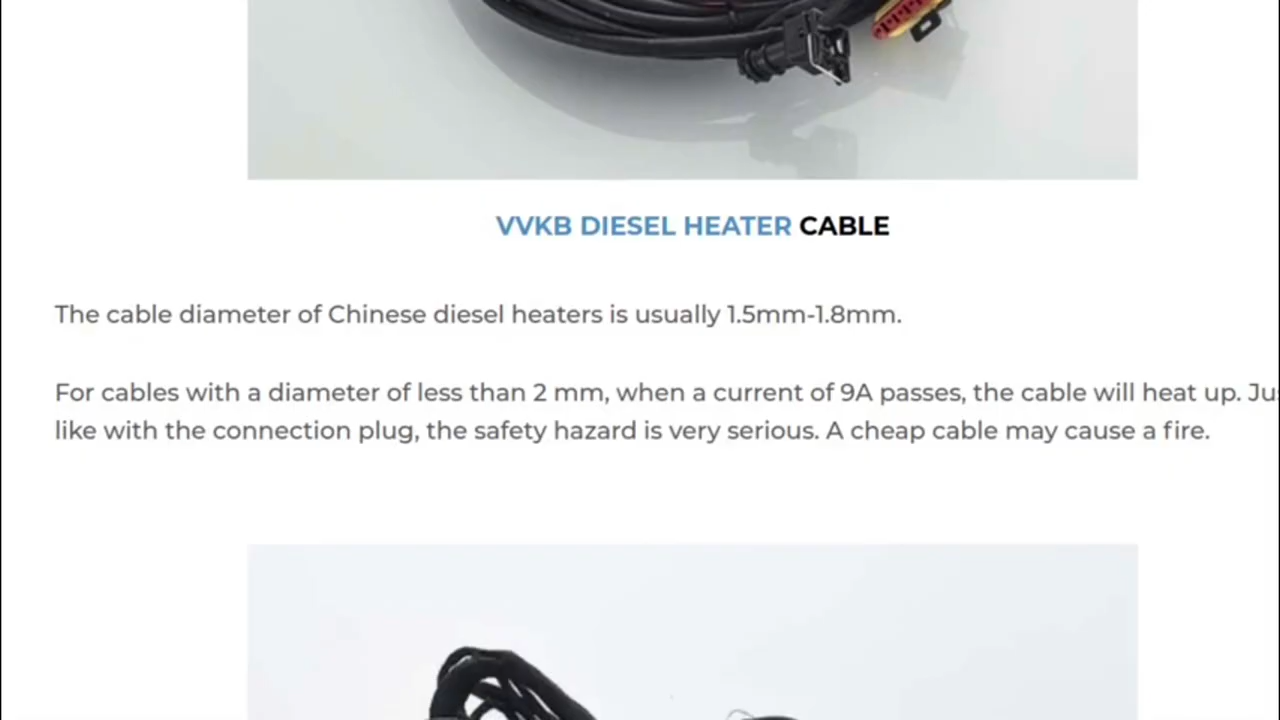 VVKB DIESEL HEATER CABLE
The cable diameter of Chinese diesel heaters is usually 1.5mm-1.8mm.
For cables with a diameter of less than 2 mm, when a current of 9A passes, the cable will heat up.
like with the connection plug, the safety hazard is very serious. A cheap cable may cause a fire.